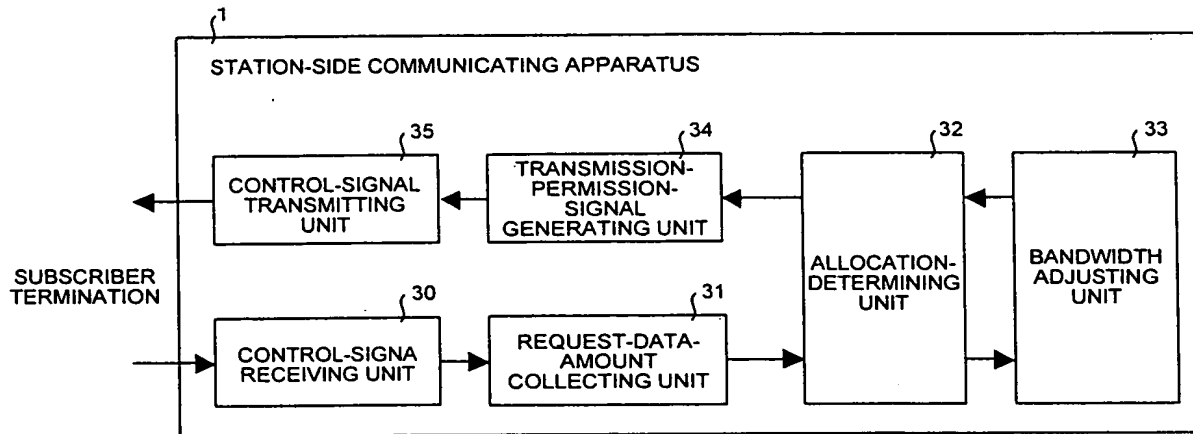 1
STATION-SIDE COMMUNICATING APPARATUS
35
CONTROL-SIGNAL
TRANSMITTING
UNIT
34
TRANSMISSION-
PERMISSION-
SIGNAL
GENERATING UNIT
32
ALLOCATION-
DETERMINING
UNIT
33
BANDWIDTH
ADJUSTING
UNIT
SUBSCRIBER
TERMINATION
30
CONTROL-SIGNA
RECEIVING UNIT
31
REQUEST-DATA-
AMOUNT
COLLECTING UNIT